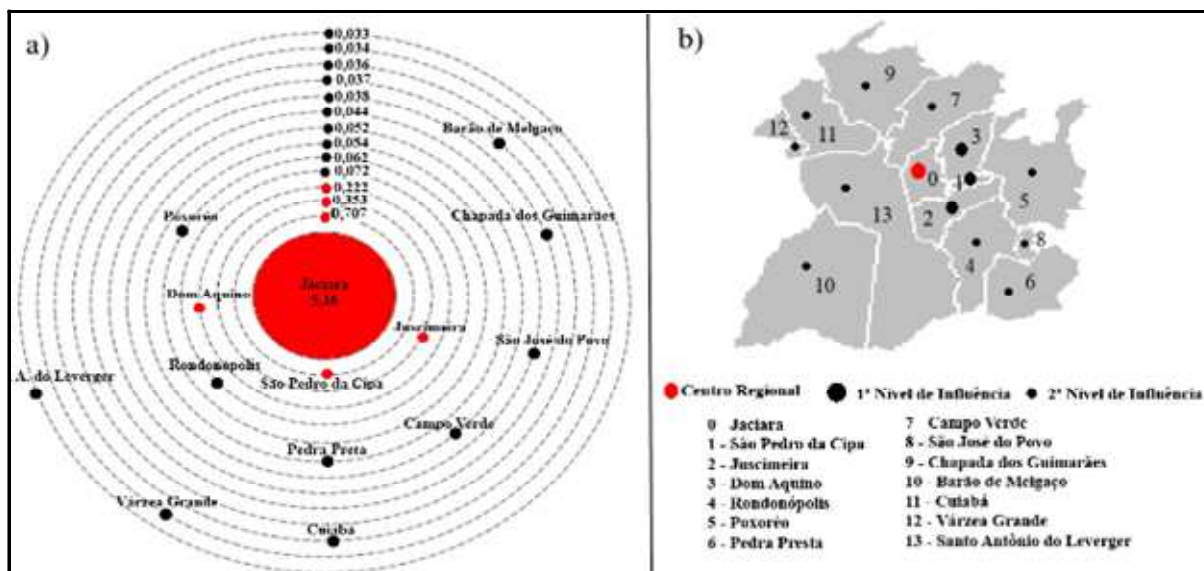 a)
0,033
0,034
0,036
0,037
0,038
0,044
0,052
0,054
0,062
0,072
0,222
0,353
0,707
Barão de Melgaço
Poxoréo
Chapada dos Guimarães
Jaciara
Dom Aquino
Juscimeira
São José do Povo
Rondonópolis
São Pedro da Cipa
A. do Leverger
Campo Verde
Pedra Preta
Várzea Grande
Cuiabá
b)
9
7
12
11
3
0
1
5
2
13
8
4
6
10
Centro Regional
1º Nível de Influência
2º Nível de Influência
0 Jaciara
1 - São Pedro da Cipa
2 - Juscimeira
3 - Dom Aquino
4 - Rondonópolis
5 - Poxoréo
6 - Pedra Presta
7 - Campo Verde
8 - São José do Povo
9 - Chapada dos Guimarães
10 - Barão de Melgaço
11 - Cuiabá
12 - Várzea Grande
13 - Santo Antônio do Leverger